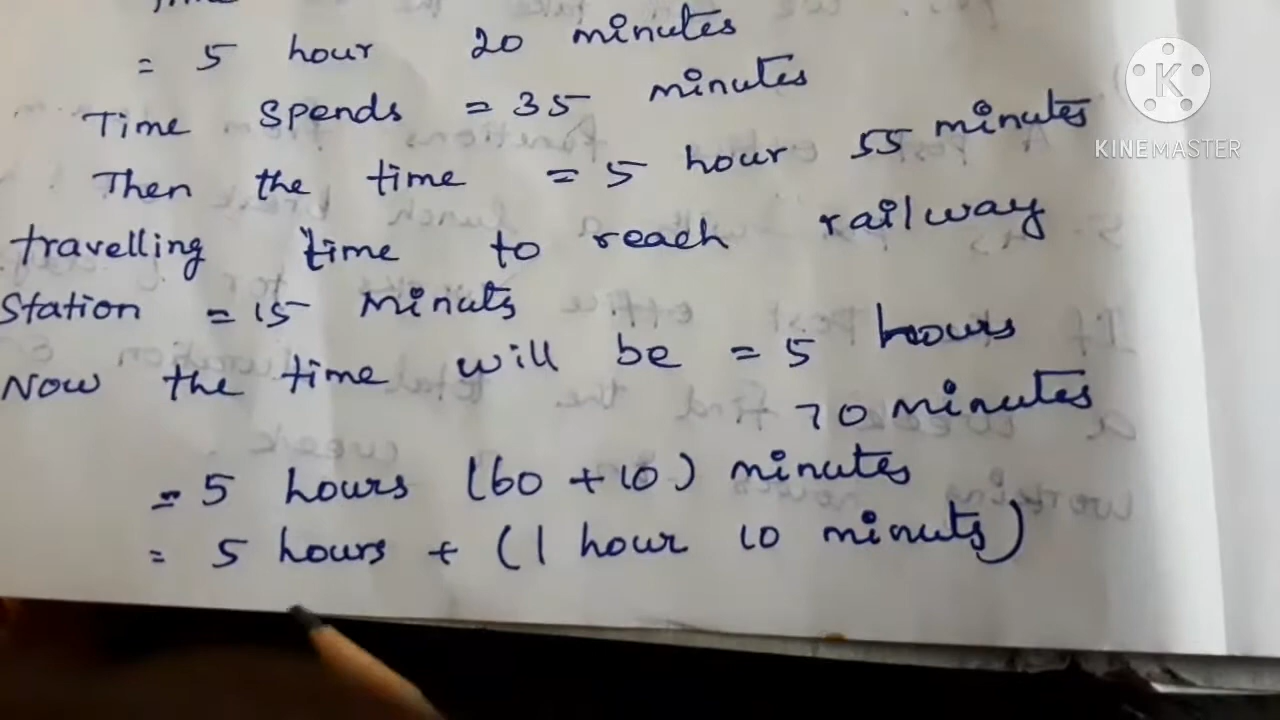 Time
= 5 hour 20 minutes
Time Spends = 35 minutes
Then the time = 5 hour 55 minutes
travelling time to reach railway
Station = 15 Minuts
Now the time will be = 5 hours
70 minutes
= 5 hours (60 + 10) minutes
= 5 hours + (1 hour 10 minuts)
K
KINEMASTER